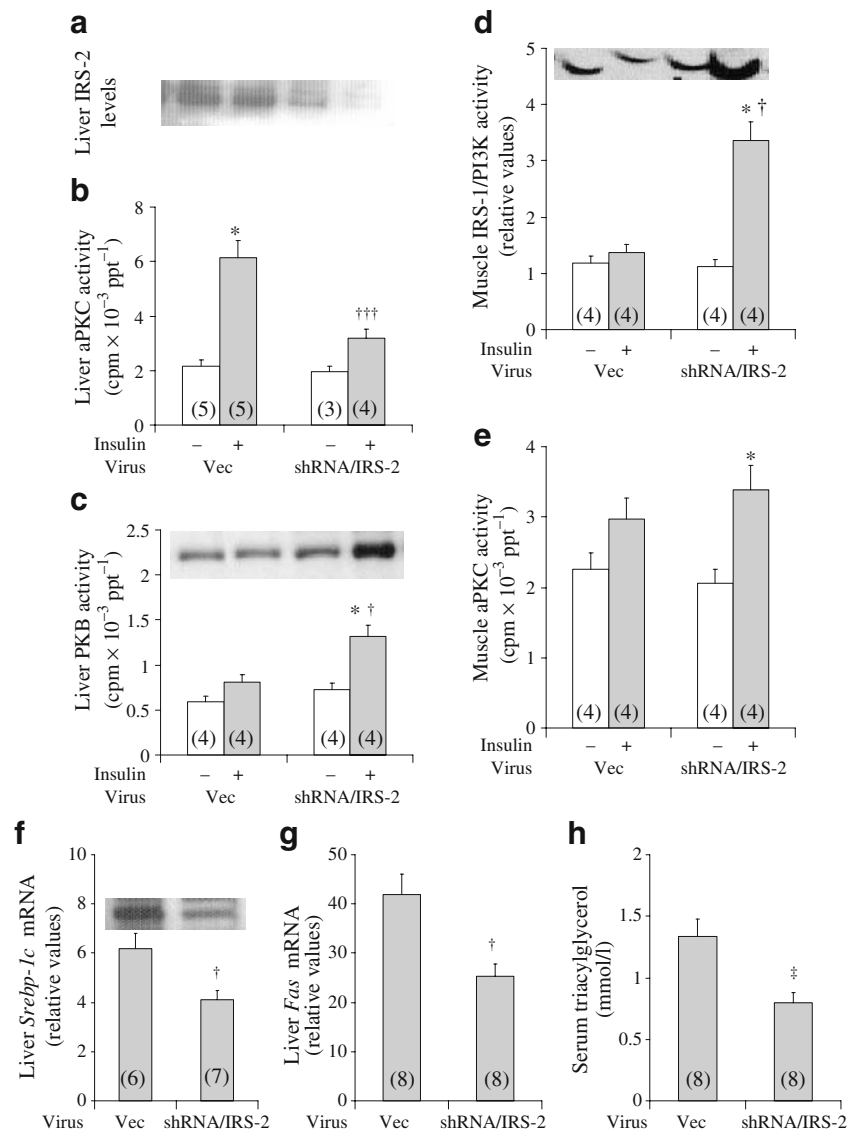 a
Liver IRS-2
levels
b
Liver aPKC activity
(cpm × 10⁻³ ppt⁻¹)
8
6
4
2
0
*
†††
(5) (5) (3) (4)
Insulin − + − +
Virus Vec shRNA/IRS-2
c
Liver PKB activity
(cpm × 10⁻³ ppt⁻¹)
2.5
2
1.5
1
0.5
0
* †
(4) (4) (4) (4)
Insulin − + − +
Virus Vec shRNA/IRS-2
d
Muscle IRS-1/PI3K activity
(relative values)
5
4
3
2
1
0
* †
(4) (4) (4) (4)
Insulin − + − +
Virus Vec shRNA/IRS-2
e
Muscle aPKC activity
(cpm × 10⁻³ ppt⁻¹)
4
3
2
1
0
*
(4) (4) (4) (4)
Insulin − + − +
Virus Vec shRNA/IRS-2
f
Liver Srebp-1c mRNA
(relative values)
10
8
6
4
2
0
†
(6) (7)
Virus Vec shRNA/IRS-2
g
Liver Fas mRNA
(relative values)
50
40
30
20
10
0
†
(8) (8)
Virus Vec shRNA/IRS-2
h
Serum triacylglycerol
(mmol/l)
2
1.5
1
0.5
0
‡
(8) (8)
Virus Vec shRNA/IRS-2